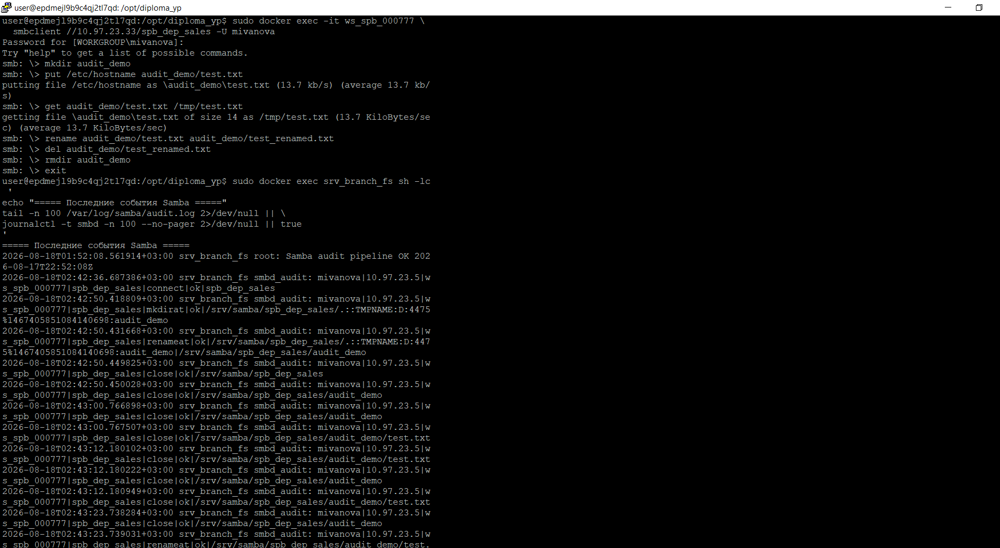 user@epdmejl9b9c4qj2tl7qd: /opt/diploma_yp
user@epdmejl9b9c4qj2tl7qd:/opt/diploma_yp$ sudo docker exec -it ws_spb_000777 \
  smbclient //10.97.23.33/spb_dep_sales -U mivanova
Password for [WORKGROUP\mivanova]:
Try "help" to get a list of possible commands.
smb: \> mkdir audit_demo
smb: \> put /etc/hostname audit_demo/test.txt
putting file /etc/hostname as \audit_demo\test.txt (13.7 kb/s) (average 13.7 kb/
s)
smb: \> get audit_demo/test.txt /tmp/test.txt
getting file \audit_demo\test.txt of size 14 as /tmp/test.txt (13.7 KiloBytes/se
c) (average 13.7 KiloBytes/sec)
smb: \> rename audit_demo/test.txt audit_demo/test_renamed.txt
smb: \> del audit_demo/test_renamed.txt
smb: \> rmdir audit_demo
smb: \> exit
user@epdmejl9b9c4qj2tl7qd:/opt/diploma_yp$ sudo docker exec srv_branch_fs sh -lc
 '
echo "===== Последние события Samba ====="
tail -n 100 /var/log/samba/audit.log 2>/dev/null || \
journalctl -t smbd -n 100 --no-pager 2>/dev/null || true
'
===== Последние события Samba =====
2026-08-18T01:52:08.561914+03:00 srv_branch_fs root: Samba audit pipeline OK 202
6-08-17T22:52:08Z
2026-08-18T02:42:36.687386+03:00 srv_branch_fs smbd_audit: mivanova|10.97.23.5|w
s_spb_000777|spb_dep_sales|connect|ok|spb_dep_sales
2026-08-18T02:42:50.418809+03:00 srv_branch_fs smbd_audit: mivanova|10.97.23.5|w
s_spb_000777|spb_dep_sales|mkdirat|ok|/srv/samba/spb_dep_sales/.::TMPNAME:D:4475
%1467405851084140698:audit_demo
2026-08-18T02:42:50.431668+03:00 srv_branch_fs smbd_audit: mivanova|10.97.23.5|w
s_spb_000777|spb_dep_sales|renameat|ok|/srv/samba/spb_dep_sales/.::TMPNAME:D:447
5%1467405851084140698:audit_demo|/srv/samba/spb_dep_sales/audit_demo
2026-08-18T02:42:50.449825+03:00 srv_branch_fs smbd_audit: mivanova|10.97.23.5|w
s_spb_000777|spb_dep_sales|close|ok|/srv/samba/spb_dep_sales
2026-08-18T02:42:50.450028+03:00 srv_branch_fs smbd_audit: mivanova|10.97.23.5|w
s_spb_000777|spb_dep_sales|close|ok|/srv/samba/spb_dep_sales/audit_demo
2026-08-18T02:43:00.766898+03:00 srv_branch_fs smbd_audit: mivanova|10.97.23.5|w
s_spb_000777|spb_dep_sales|close|ok|/srv/samba/spb_dep_sales/audit_demo
2026-08-18T02:43:00.767507+03:00 srv_branch_fs smbd_audit: mivanova|10.97.23.5|w
s_spb_000777|spb_dep_sales|close|ok|/srv/samba/spb_dep_sales/audit_demo/test.txt
2026-08-18T02:43:12.180102+03:00 srv_branch_fs smbd_audit: mivanova|10.97.23.5|w
s_spb_000777|spb_dep_sales|close|ok|/srv/samba/spb_dep_sales/audit_demo/test.txt
2026-08-18T02:43:12.180222+03:00 srv_branch_fs smbd_audit: mivanova|10.97.23.5|w
s_spb_000777|spb_dep_sales|close|ok|/srv/samba/spb_dep_sales/audit_demo
2026-08-18T02:43:12.180949+03:00 srv_branch_fs smbd_audit: mivanova|10.97.23.5|w
s_spb_000777|spb_dep_sales|close|ok|/srv/samba/spb_dep_sales/audit_demo/test.txt
2026-08-18T02:43:23.738284+03:00 srv_branch_fs smbd_audit: mivanova|10.97.23.5|w
s_spb_000777|spb_dep_sales|close|ok|/srv/samba/spb_dep_sales/audit_demo
2026-08-18T02:43:23.739031+03:00 srv_branch_fs smbd_audit: mivanova|10.97.23.5|w
s_spb_000777|spb_dep_sales|renameat|ok|/srv/samba/spb_dep_sales/audit_demo/test.